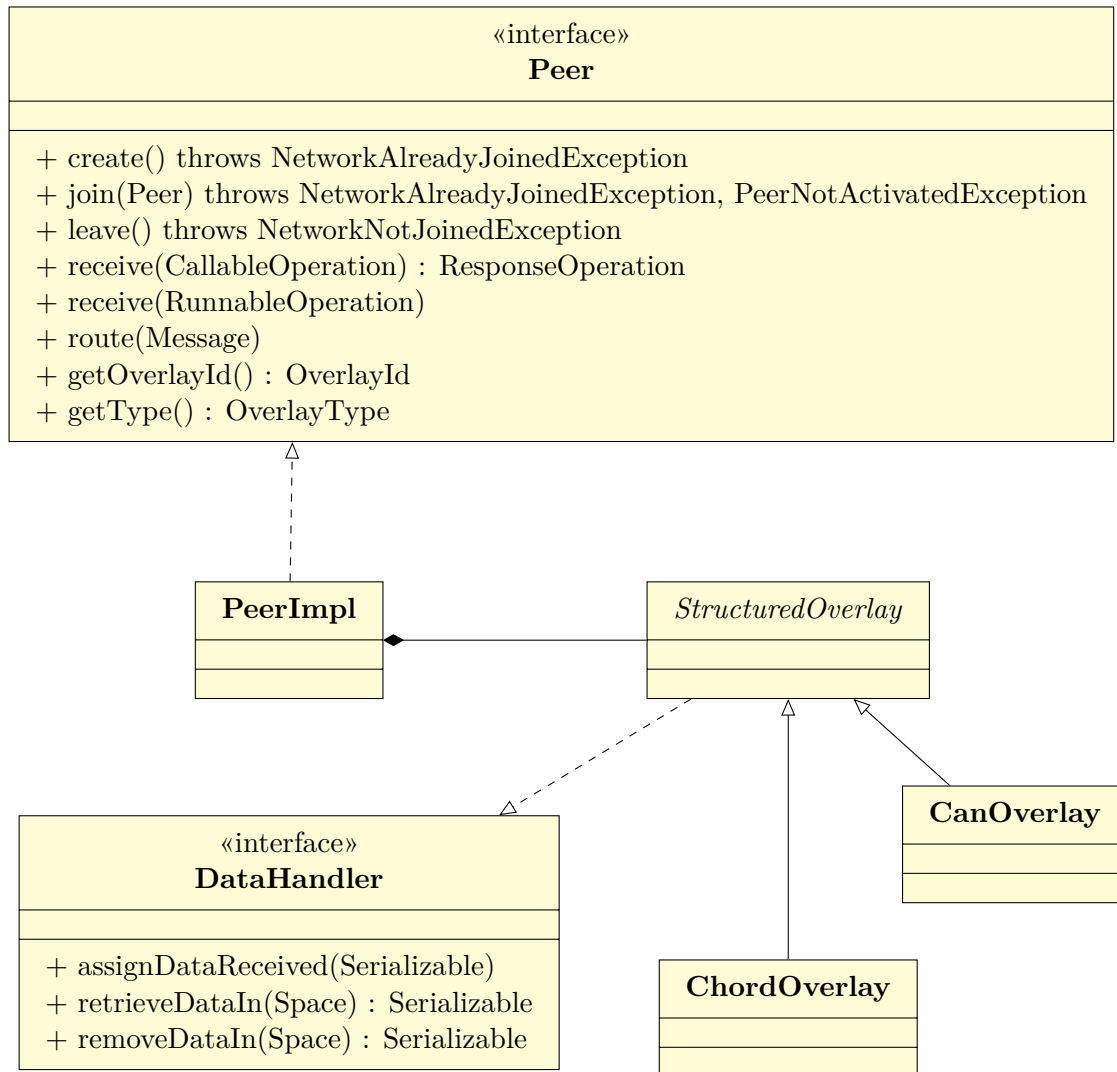 «interface»
Peer
+ create() throws NetworkAlreadyJoinedException
+ join(Peer) throws NetworkAlreadyJoinedException, PeerNotActivatedException
+ leave() throws NetworkNotJoinedException
+ receive(CallableOperation) : ResponseOperation
+ receive(RunnableOperation)
+ route(Message)
+ getOverlayId() : OverlayId
+ getType() : OverlayType
PeerImpl
StructuredOverlay
CanOverlay
«interface»
DataHandler
+ assignDataReceived(Serializable)
+ retrieveDataIn(Space) : Serializable
+ removeDataIn(Space) : Serializable
ChordOverlay